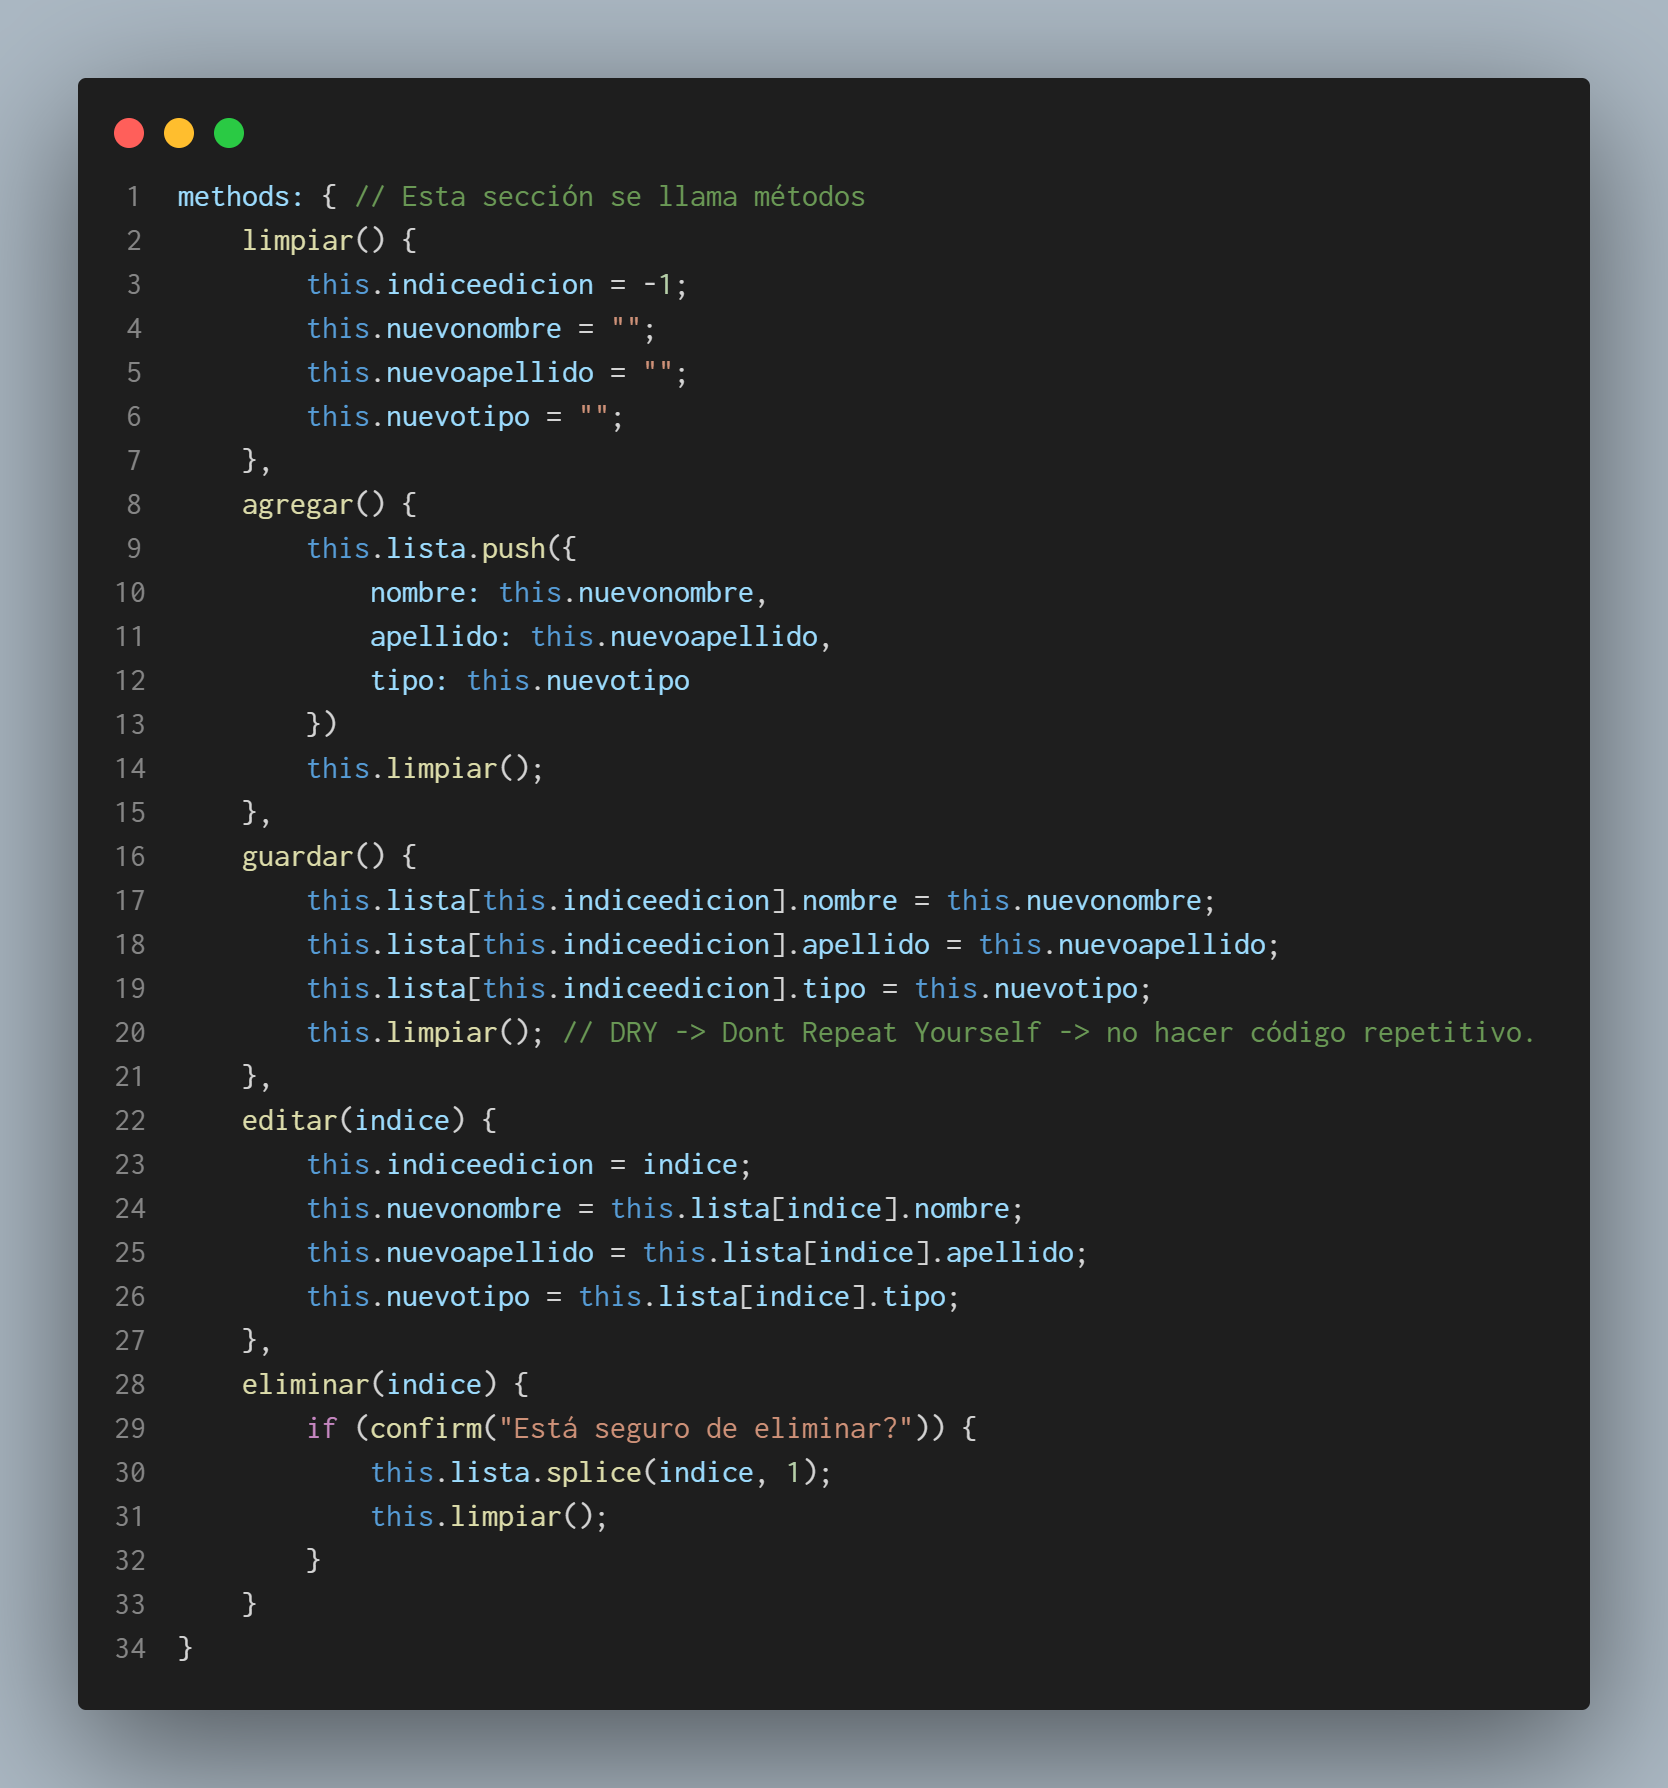 1 methods: { // Esta sección se llama métodos
2     limpiar() {
3         this.indiceedicion = -1;
4         this.nuevonombre = "";
5         this.nuevoapellido = "";
6         this.nuevotipo = "";
7     },
8     agregar() {
9         this.lista.push({
10             nombre: this.nuevonombre,
11             apellido: this.nuevoapellido,
12             tipo: this.nuevotipo
13         })
14         this.limpiar();
15     },
16     guardar() {
17         this.lista[this.indiceedicion].nombre = this.nuevonombre;
18         this.lista[this.indiceedicion].apellido = this.nuevoapellido;
19         this.lista[this.indiceedicion].tipo = this.nuevotipo;
20         this.limpiar(); // DRY -> Dont Repeat Yourself -> no hacer código repetitivo.
21     },
22     editar(indice) {
23         this.indiceedicion = indice;
24         this.nuevonombre = this.lista[indice].nombre;
25         this.nuevoapellido = this.lista[indice].apellido;
26         this.nuevotipo = this.lista[indice].tipo;
27     },
28     eliminar(indice) {
29         if (confirm("Está seguro de eliminar?")) {
30             this.lista.splice(indice, 1);
31             this.limpiar();
32         }
33     }
34 }